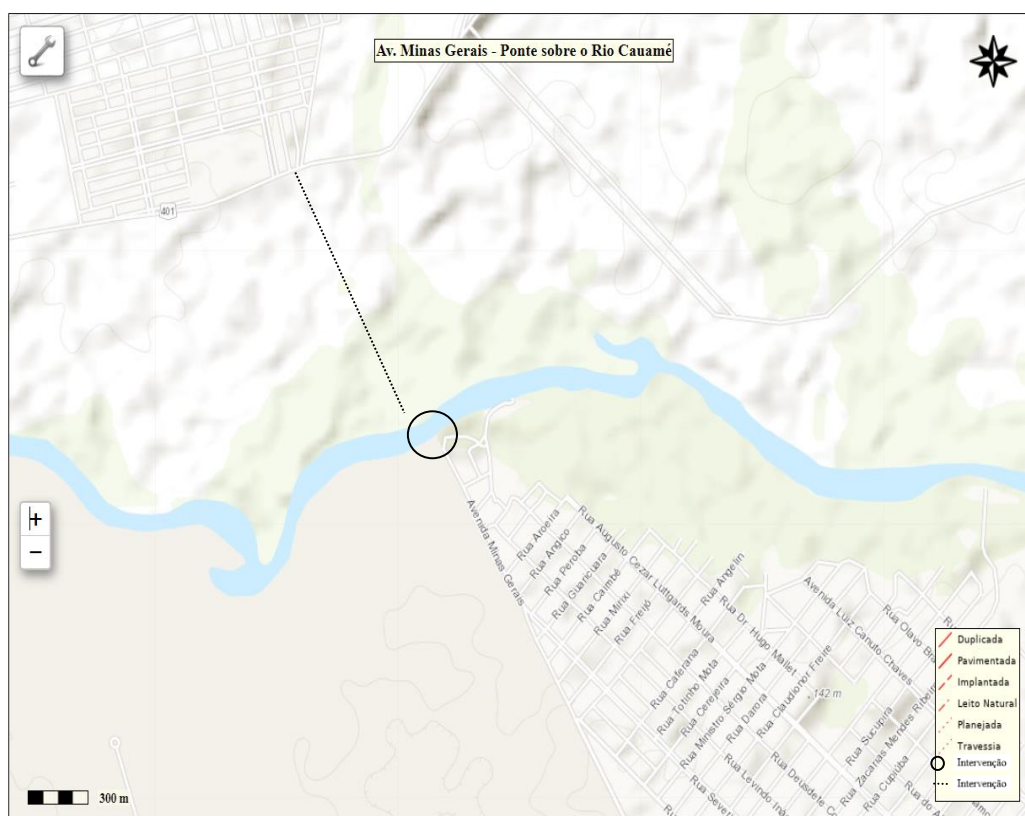 Av. Minas Gerais - Ponte sobre o Rio Cauamé
401
Avenida Minas Gerais
Rua Aroeira
Rua Angico
Rua Peroba
Rua Guaricuara
Rua Caimbé
Rua Mirixi
Rua Freijó
Rua Augusto Cezar Luitgards Moura
Rua Angelin
Rua Dr. Hugo Mallet
Avenida Luiz Canuto Chaves
Rua Olavo
Rua Caferana
Rua Totinho Mota
Rua Cerejeira
Rua Ministro Sérgio Mota
Rua Darora
Rua Claudionor Freire
142 m
Rua Sucupira
Rua Zacarias Mendes Ribeiro
Rua Cupiúba
Rua Levindo
Rua Deusdete
Rua do
+
−
300 m
Duplicada
Pavimentada
Implantada
Leito Natural
Planejada
Travessia
Intervenção
Intervenção